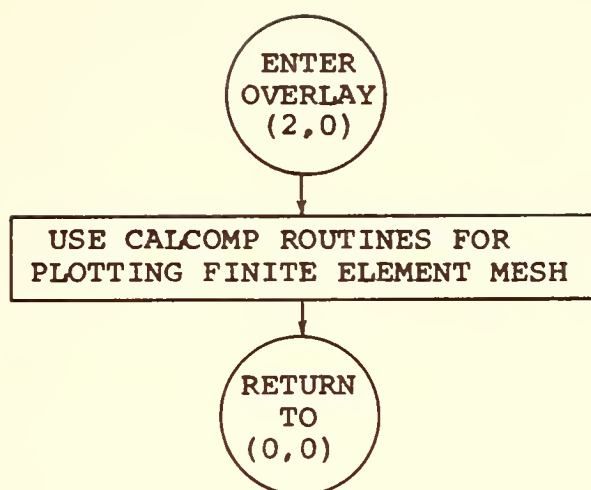 ENTER
OVERLAY
(2,0)
USE CALCOMP ROUTINES FOR
PLOTTING FINITE ELEMENT MESH
RETURN
TO
(0,0)